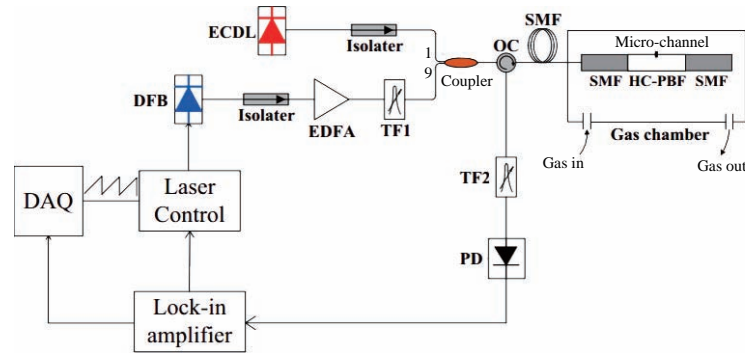 ECDL
Isolater
1
9
Coupler
OC
SMF
Micro-channel
SMF
HC-PBF
SMF
Gas chamber
Gas in
Gas out
DFB
Isolater
EDFA
TF1
TF2
PD
DAQ
Laser
Control
Lock-in
amplifier